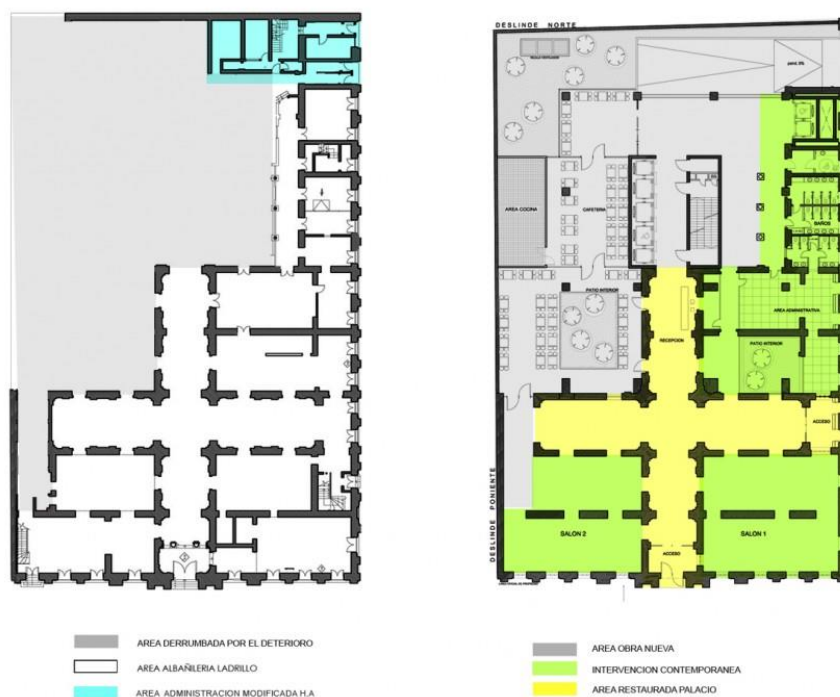 AREA DERRUMBADA POR EL DETERIORO
AREA ALBAÑILERIA LADRILLO
AREA ADMINISTRACION MODIFICADA H.A
DESLINDE NORTE
pend. 5%
AREA COCINA
CAFETERIA
BAÑOS
PATIO INTERIOR
AREA ADMINISTRATIVA
RECEPCION
PATIO INTERIOR
ACCESO
DESLINDE PONIENTE
SALON 2
SALON 1
ACCESO
AREA OBRA NUEVA
INTERVENCION CONTEMPORANEA
AREA RESTAURADA PALACIO